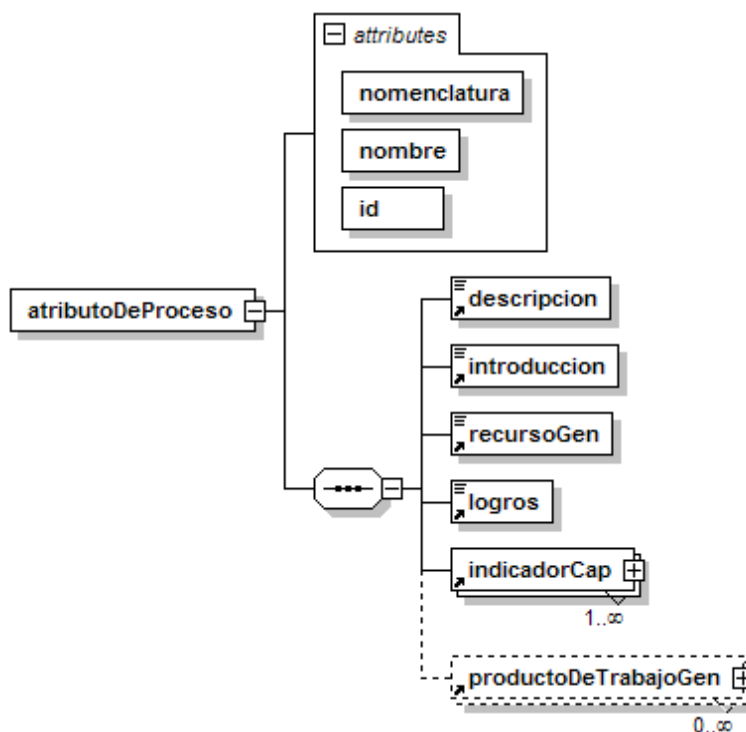 attributes
nomenclatura
nombre
id
atributoDeProceso
descripcion
introduccion
recursoGen
logros
indicadorCap
1..∞
productoDeTrabajoGen
0..∞